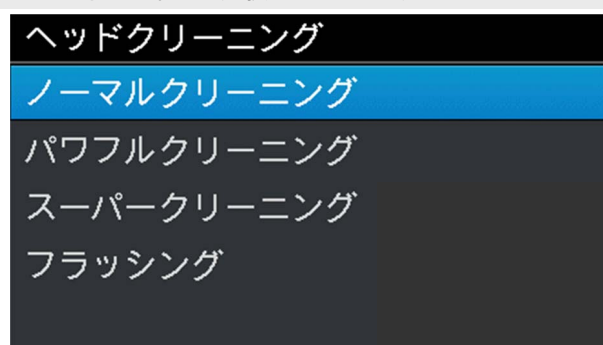 ヘッドクリーニング
ノーマルクリーニング
パワフルクリーニング
スーパークリーニング
フラッシング